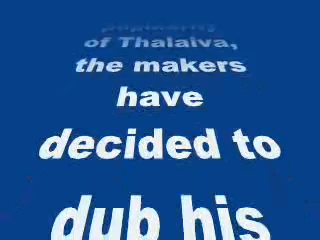 of Thalaiva,
the makers
have
decided to
dub his